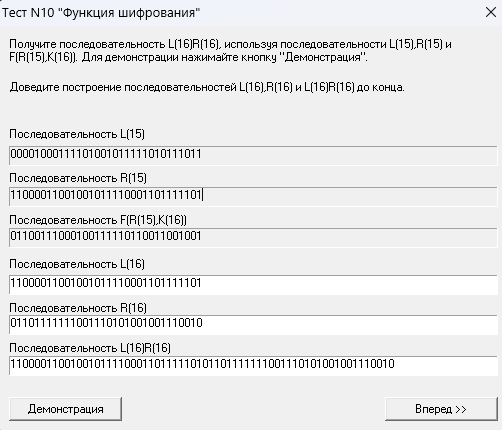 Тест N10 "Функция шифрования"
Получите последовательность L(16)R(16), используя последовательности L(15),R(15) и
F(R(15),K(16)). Для демонстрации нажимайте кнопку "Демонстрация".
Доведите построение последовательностей L(16),R(16) и L(16)R(16) до конца.
Последовательность L(15)
00001000111101001011111010111011
Последовательность R(15)
11000011001001011110001101111101
Последовательность F(R(15),K(16))
01100111000100111110110011001001
Последовательность L(16)
11000011001001011110001101111101
Последовательность R(16)
01101111111001110101001001110010
Последовательность L(16)R(16)
1100001100100101111000110111110101101111111001110101001001110010
Демонстрация
Вперед >>